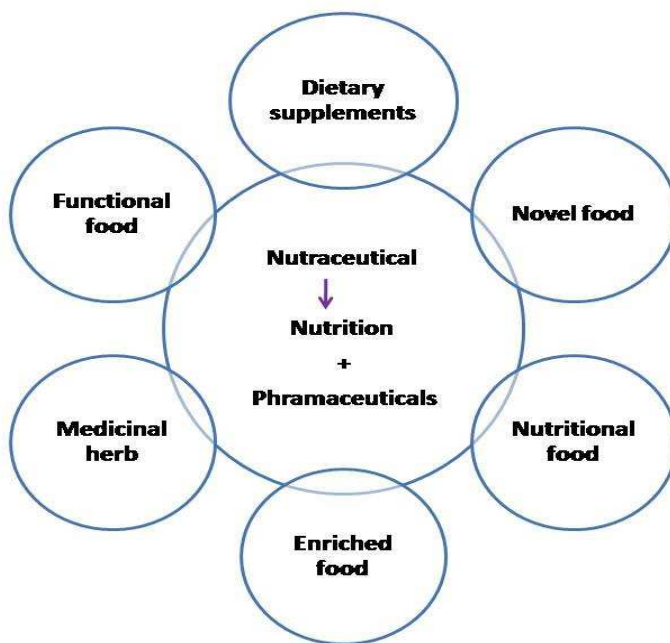 Dietary
supplements
Functional
food
Novel food
Nutraceutical
↓
Nutrition
+
Phramaceuticals
Medicinal
herb
Nutritional
food
Enriched
food